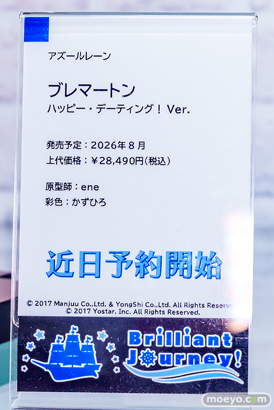 アズールレーン
ブレマートン
ハッピー・デーティング！ Ver.
発売予定：2026年８月
上代価格：￥28,490円(税込)
原型師：ene
彩色：かずひろ
近日予約開始
© 2017 Manjuu Co.,Ltd. & YongShi Co.,Ltd. All Rights Reserved.
© 2017 Yostar, Inc. All Rights Reserved.
Brilliant
Journey!
moeyo.com